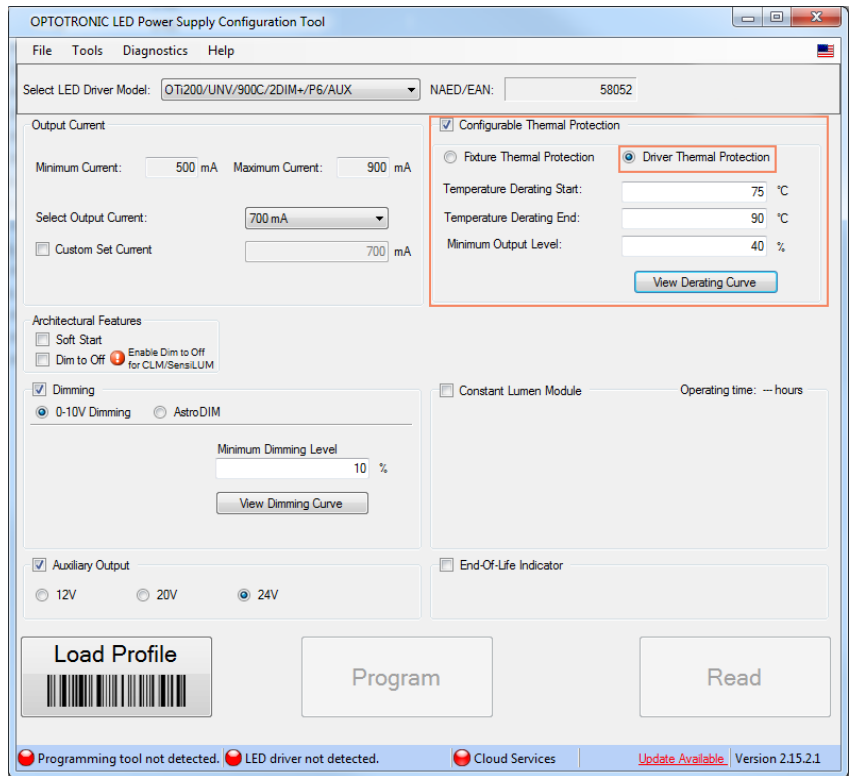 OPTOTRONIC LED Power Supply Configuration Tool
File Tools Diagnostics Help
Select LED Driver Model: OTi200/UNV/900C/2DIM+/P6/AUX NAED/EAN: 58052
Output Current
Minimum Current: 500 mA Maximum Current: 900 mA
Select Output Current: 700 mA
Custom Set Current 700 mA
Configurable Thermal Protection
Fixture Thermal Protection Driver Thermal Protection
Temperature Derating Start: 75 °C
Temperature Derating End: 90 °C
Minimum Output Level: 40 %
View Derating Curve
Architectural Features
Soft Start
Dim to Off Enable Dim to Off
for CLM/SensiLUM
Dimming
0-10V Dimming AstroDIM
Minimum Dimming Level
10 %
View Dimming Curve
Constant Lumen Module Operating time: --- hours
Auxiliary Output
12V 20V 24V
End-Of-Life Indicator
Load Profile
Program
Read
Programming tool not detected. LED driver not detected. Cloud Services Update Available Version 2.15.2.1